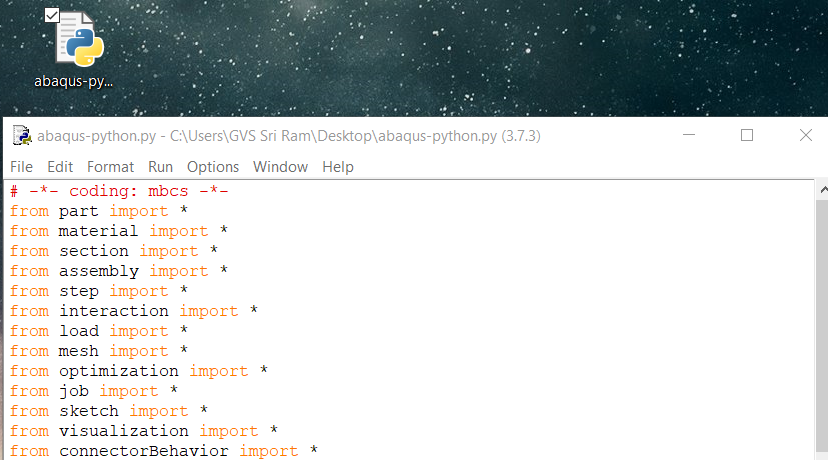 abaqus-py...
abaqus-python.py - C:\Users\GVS Sri Ram\Desktop\abaqus-python.py (3.7.3)
File Edit Format Run Options Window Help
# -*- coding: mbcs -*-
from part import *
from material import *
from section import *
from assembly import *
from step import *
from interaction import *
from load import *
from mesh import *
from optimization import *
from job import *
from sketch import *
from visualization import *
from connectorBehavior import *